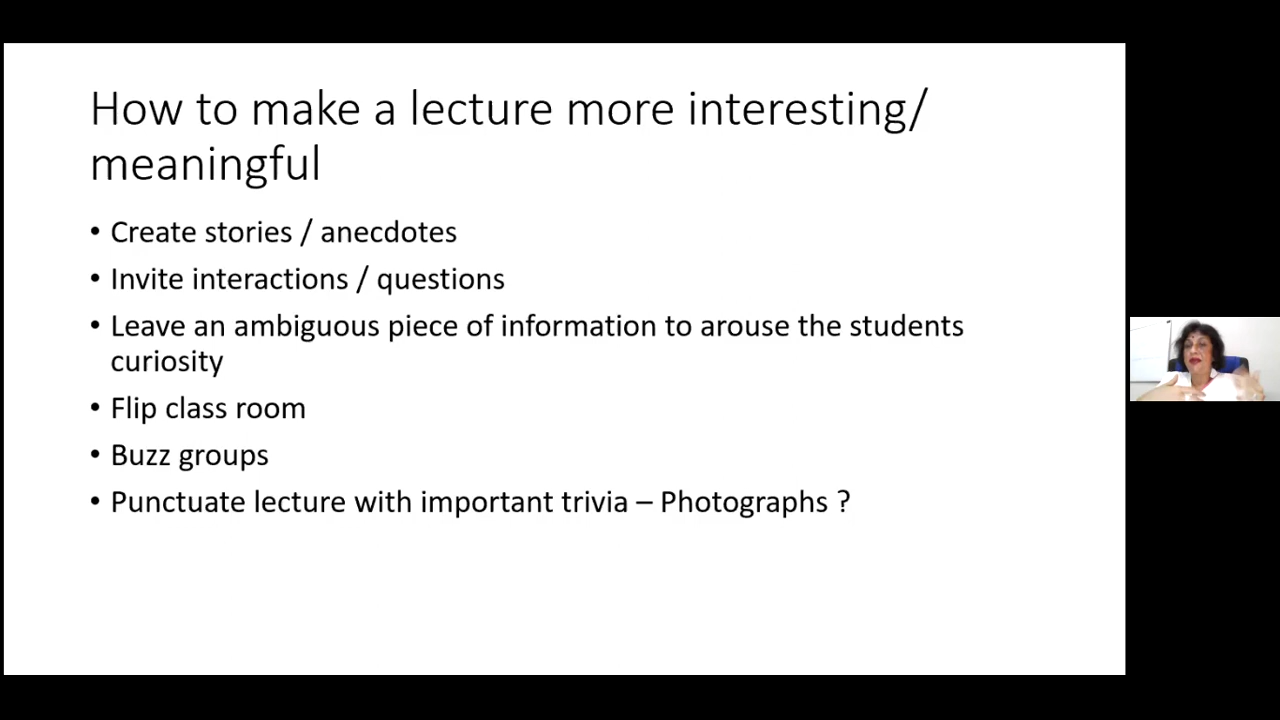 How to make a lecture more interesting/
meaningful
• Create stories / anecdotes
• Invite interactions / questions
• Leave an ambiguous piece of information to arouse the students
curiosity
• Flip class room
• Buzz groups
• Punctuate lecture with important trivia – Photographs ?